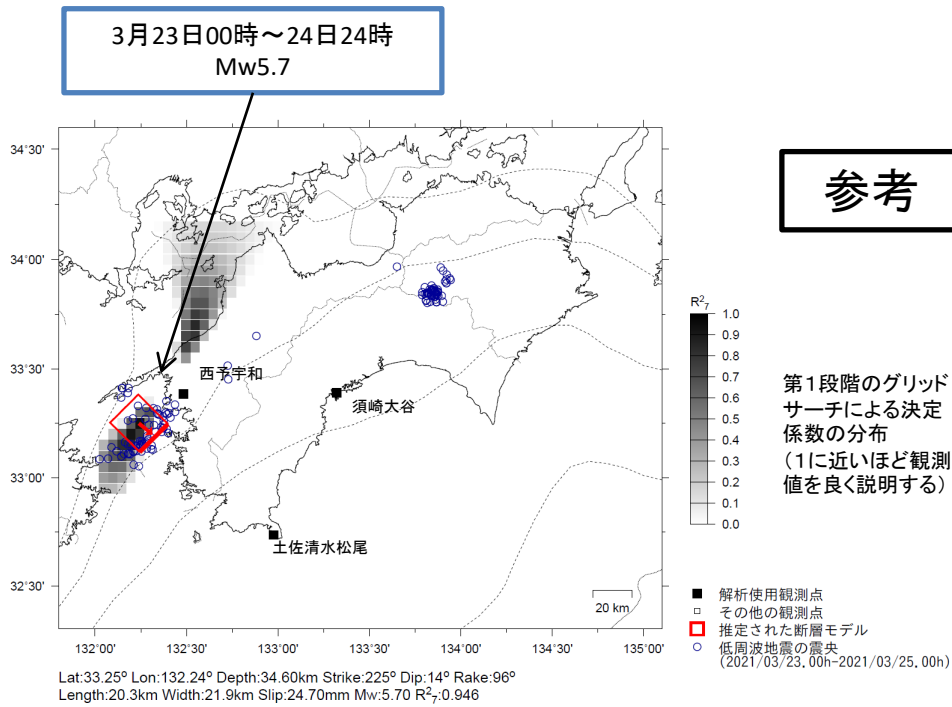 3月23日00時～24日24時
Mw5.7
参考
34°30'
34°00'
33°30'
33°00'
32°30'
132°00'
132°30'
133°00'
133°30'
134°00'
134°30'
135°00'
西予宇和
須崎大谷
土佐清水松尾
20 km
R²₇
1.0
0.9
0.8
0.7
0.6
0.5
0.4
0.3
0.2
0.1
0.0
第１段階のグリッド
サーチによる決定
係数の分布
（１に近いほど観測
値を良く説明する）
解析使用観測点
その他の観測点
推定された断層モデル
低周波地震の震央
(2021/03/23,00h-2021/03/25,00h)
Lat:33.25° Lon:132.24° Depth:34.60km Strike:225° Dip:14° Rake:96°
Length:20.3km Width:21.9km Slip:24.70mm Mw:5.70 R²₇:0.946